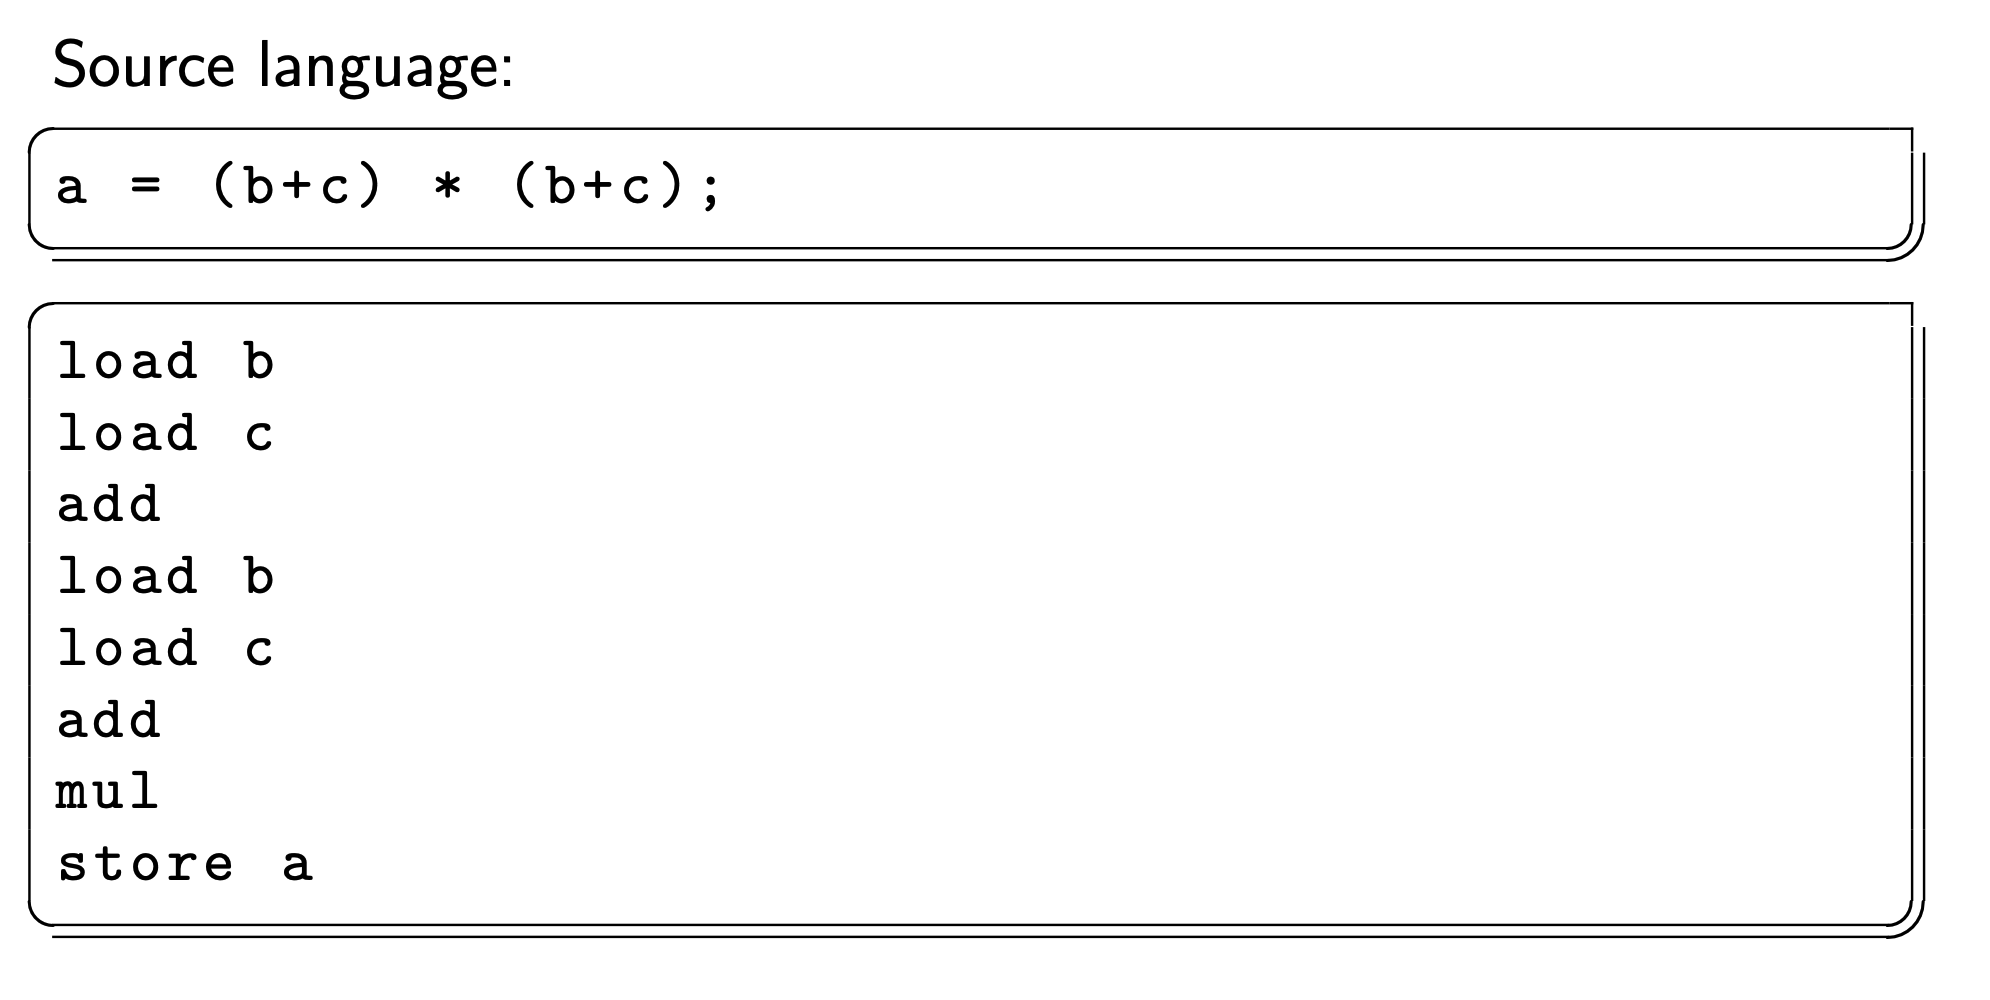 Source language:
a = (b+c) * (b+c);
load b
load c
add
load b
load c
add
mul
store a